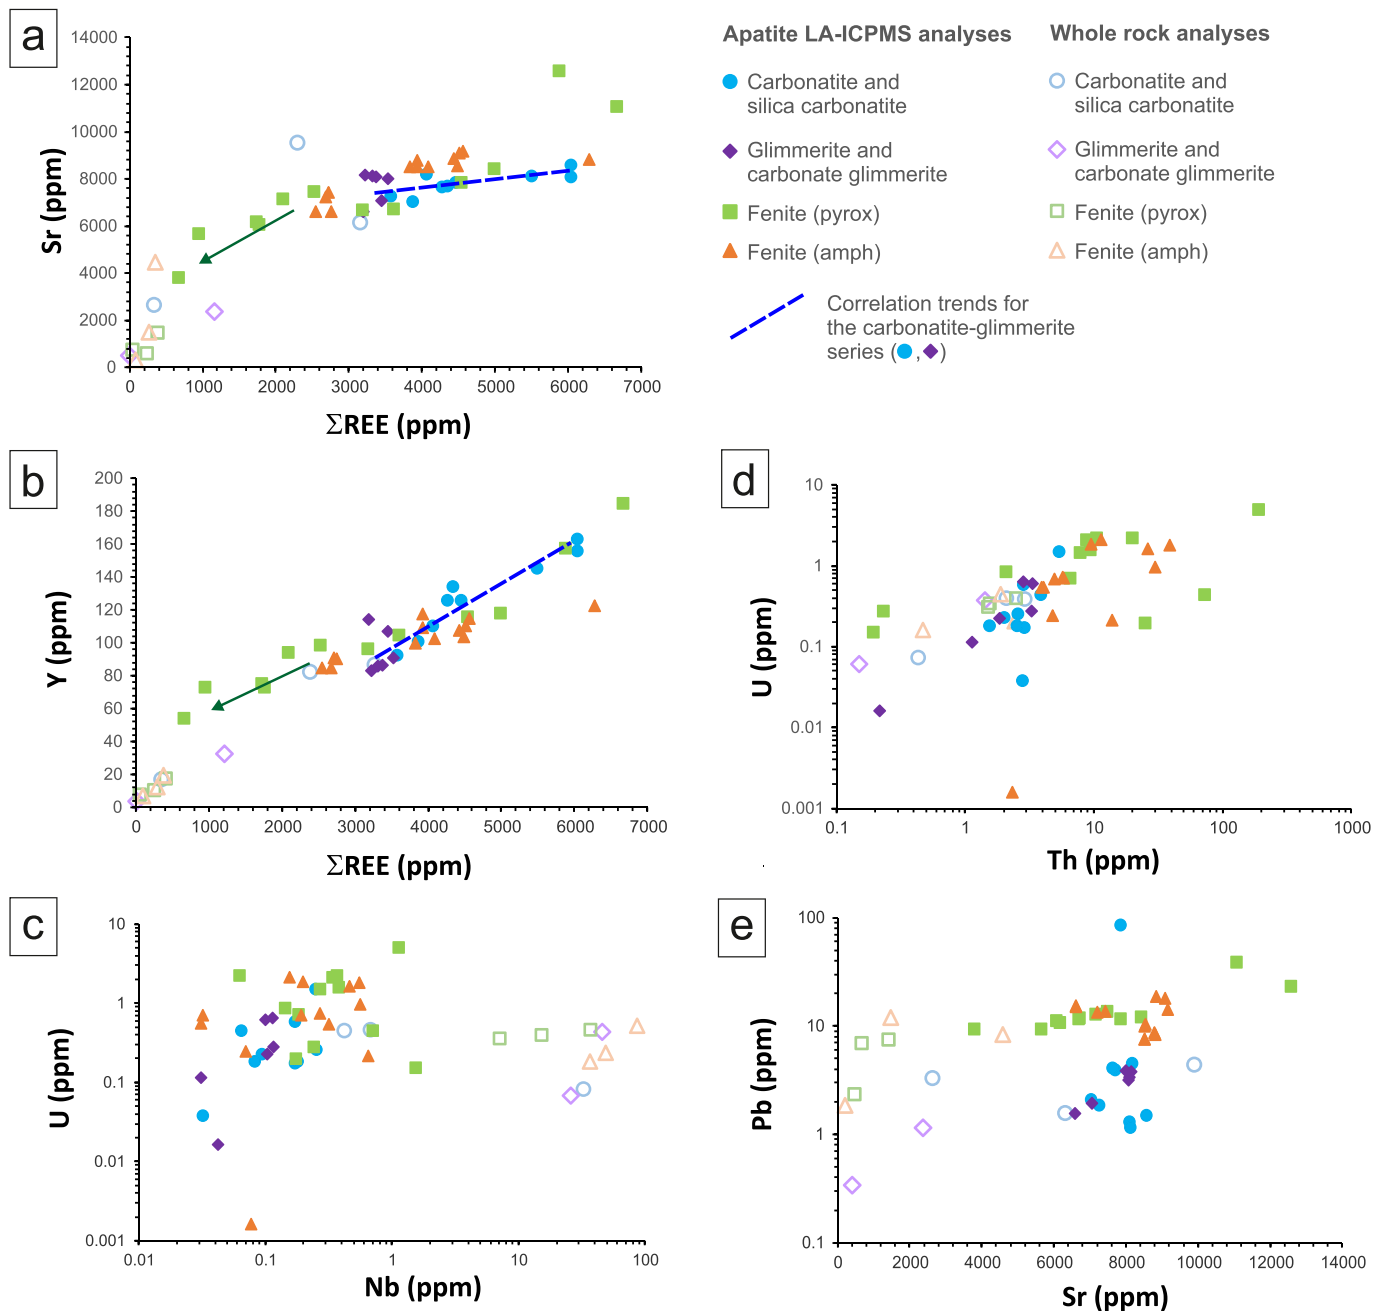 a
14000
12000
10000
8000
6000
4000
2000
0
0 1000 2000 3000 4000 5000 6000 7000
Sr (ppm)
ΣREE (ppm)
Apatite LA-ICPMS analyses
Carbonatite and
silica carbonatite
Glimmerite and
carbonate glimmerite
Fenite (pyrox)
Fenite (amph)
Whole rock analyses
Carbonatite and
silica carbonatite
Glimmerite and
carbonate glimmerite
Fenite (pyrox)
Fenite (amph)
Correlation trends for
the carbonatite-glimmerite
series ( , )
b
200
180
160
140
120
100
80
60
40
20
0
0 1000 2000 3000 4000 5000 6000 7000
Y (ppm)
ΣREE (ppm)
d
10
1
0.1
0.01
0.001
0.1 1 10 100 1000
U (ppm)
Th (ppm)
c
10
1
0.1
0.01
0.001
0.01 0.1 1 10 100
U (ppm)
Nb (ppm)
e
100
10
1
0.1
0 2000 4000 6000 8000 10000 12000 14000
Pb (ppm)
Sr (ppm)